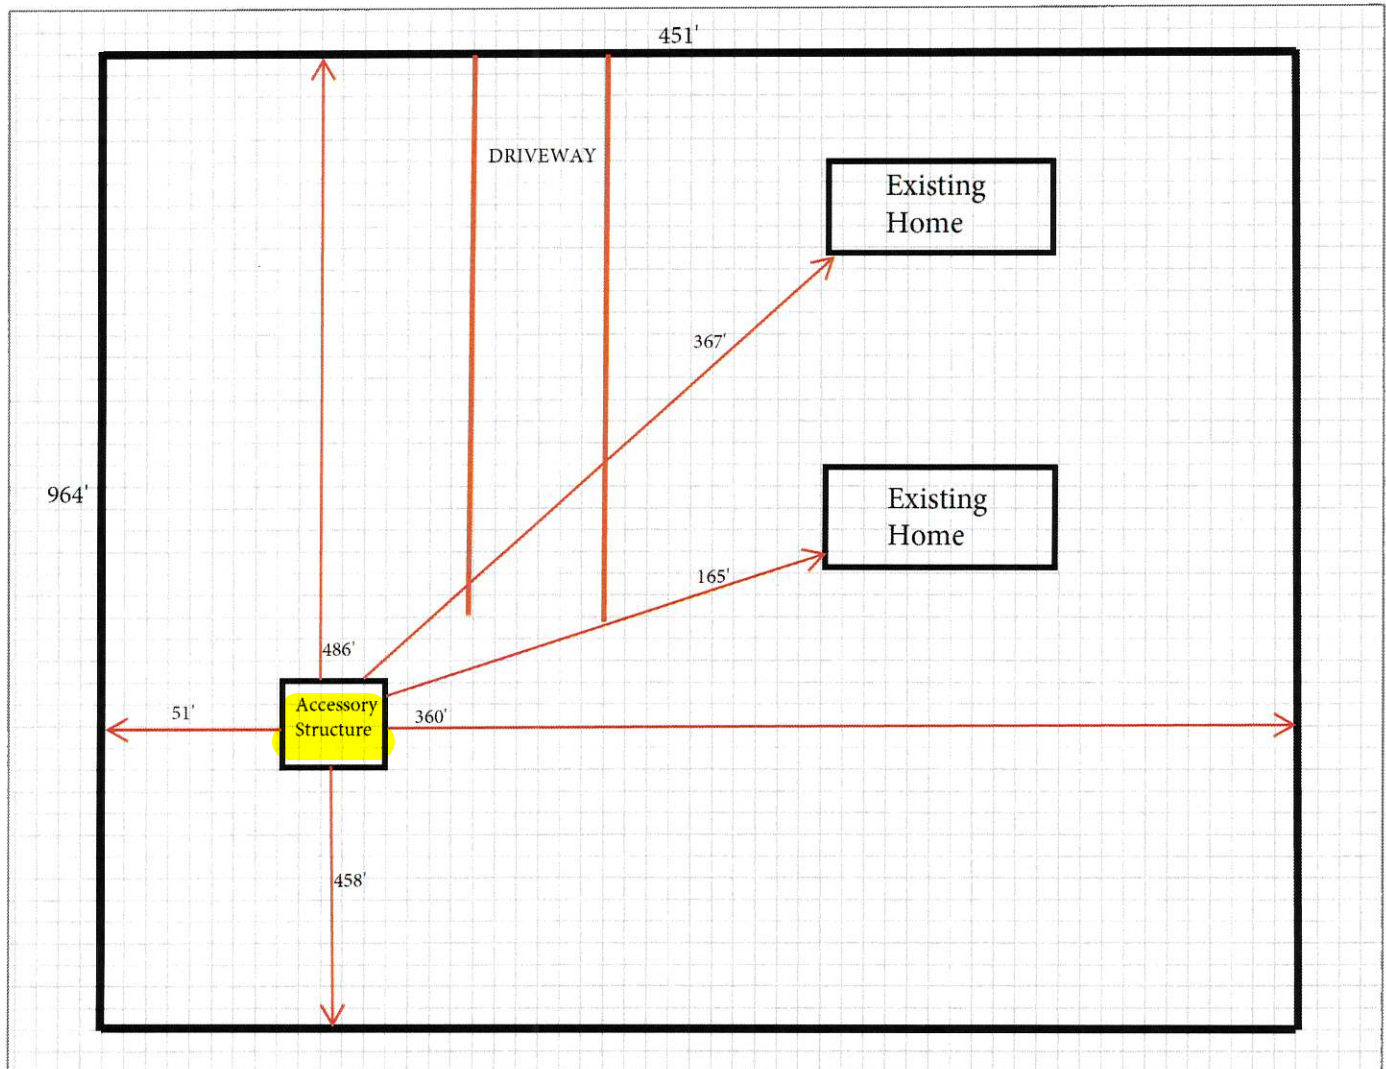 451'
DRIVEWAY
Existing
Home
367'
964'
Existing
Home
165'
486'
Accessory
Structure
51'
360'
458'